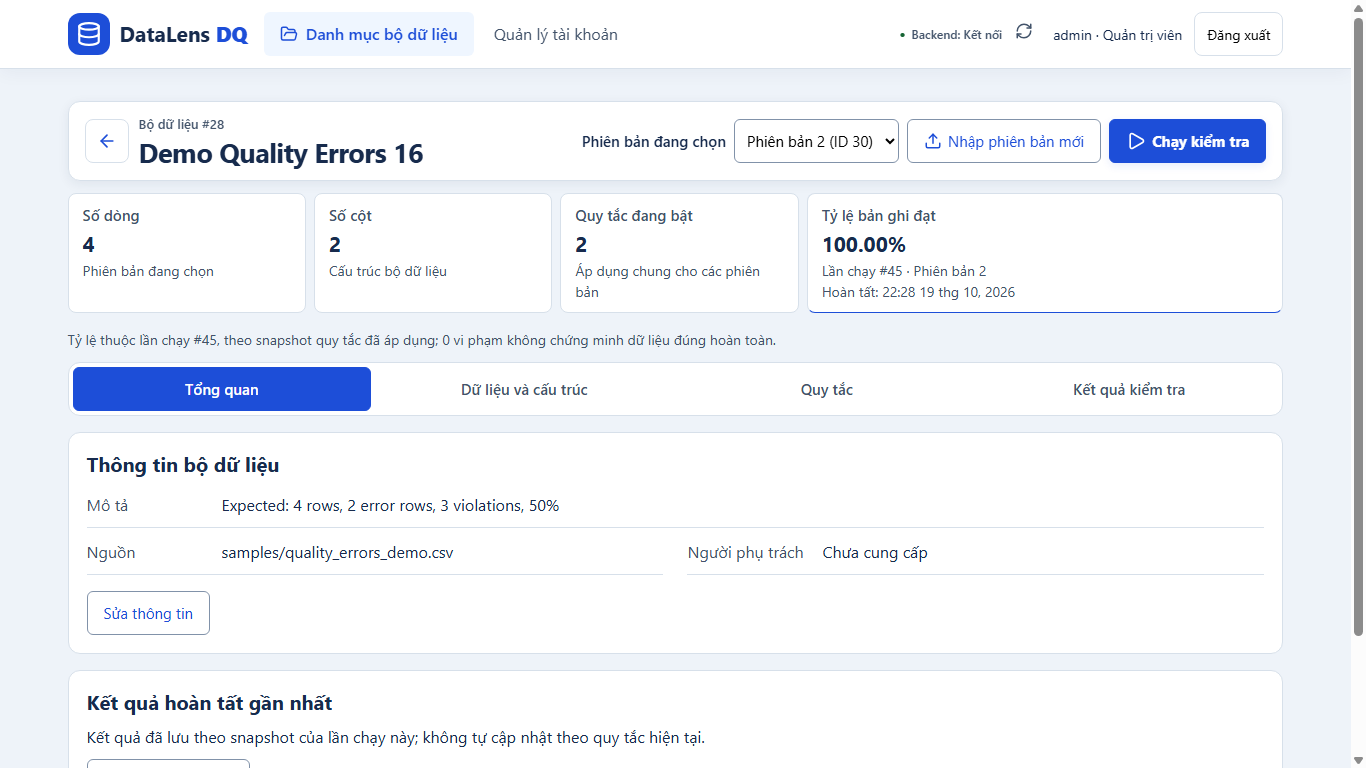 DataLens DQ
Danh mục bộ dữ liệu
Quản lý tài khoản
• Backend: Kết nối
admin · Quản trị viên
Đăng xuất
Bộ dữ liệu #28
Demo Quality Errors 16
Phiên bản đang chọn
Phiên bản 2 (ID 30)
Nhập phiên bản mới
Chạy kiểm tra
Số dòng
4
Phiên bản đang chọn
Số cột
2
Cấu trúc bộ dữ liệu
Quy tắc đang bật
2
Áp dụng chung cho các phiên
bản
Tỷ lệ bản ghi đạt
100.00%
Lần chạy #45 · Phiên bản 2
Hoàn tất: 22:28 19 thg 10, 2026
Tỷ lệ thuộc lần chạy #45, theo snapshot quy tắc đã áp dụng; 0 vi phạm không chứng minh dữ liệu đúng hoàn toàn.
Tổng quan
Dữ liệu và cấu trúc
Quy tắc
Kết quả kiểm tra
Thông tin bộ dữ liệu
Mô tả
Expected: 4 rows, 2 error rows, 3 violations, 50%
Nguồn
samples/quality_errors_demo.csv
Người phụ trách
Chưa cung cấp
Sửa thông tin
Kết quả hoàn tất gần nhất
Kết quả đã lưu theo snapshot của lần chạy này; không tự cập nhật theo quy tắc hiện tại.